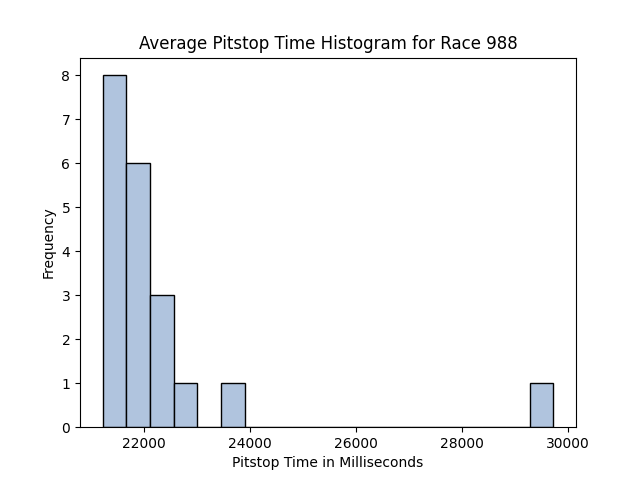 Average Pitstop Time Histogram for Race 988
8
7
6
5
4
3
2
1
0
Frequency
22000 24000 26000 28000 30000
Pitstop Time in Milliseconds